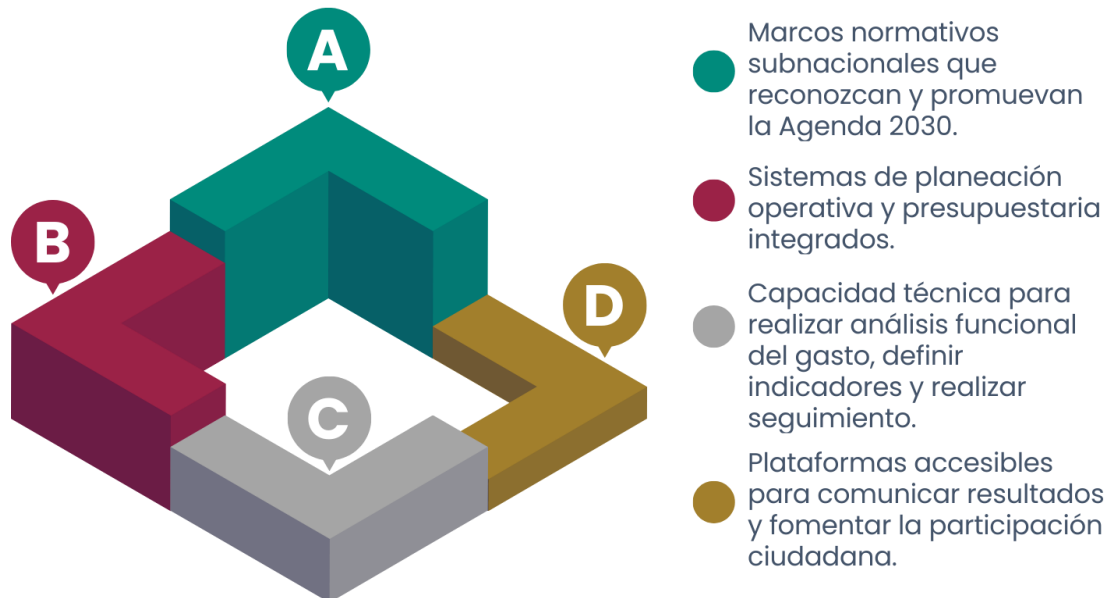 A
B
C
D
Marcos normativos
subnacionales que
reconozcan y promuevan
la Agenda 2030.
Sistemas de planeación
operativa y presupuestaria
integrados.
Capacidad técnica para
realizar análisis funcional
del gasto, definir
indicadores y realizar
seguimiento.
Plataformas accesibles
para comunicar resultados
y fomentar la participación
ciudadana.